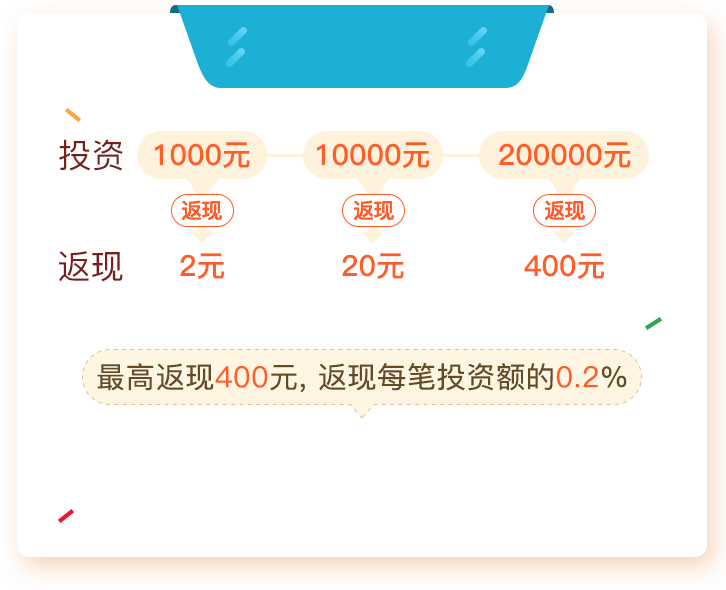 投资 1000元 10000元 200000元
返现 返现 返现
返现 2元 20元 400元
最高返现400元, 返现每笔投资额的0.2%